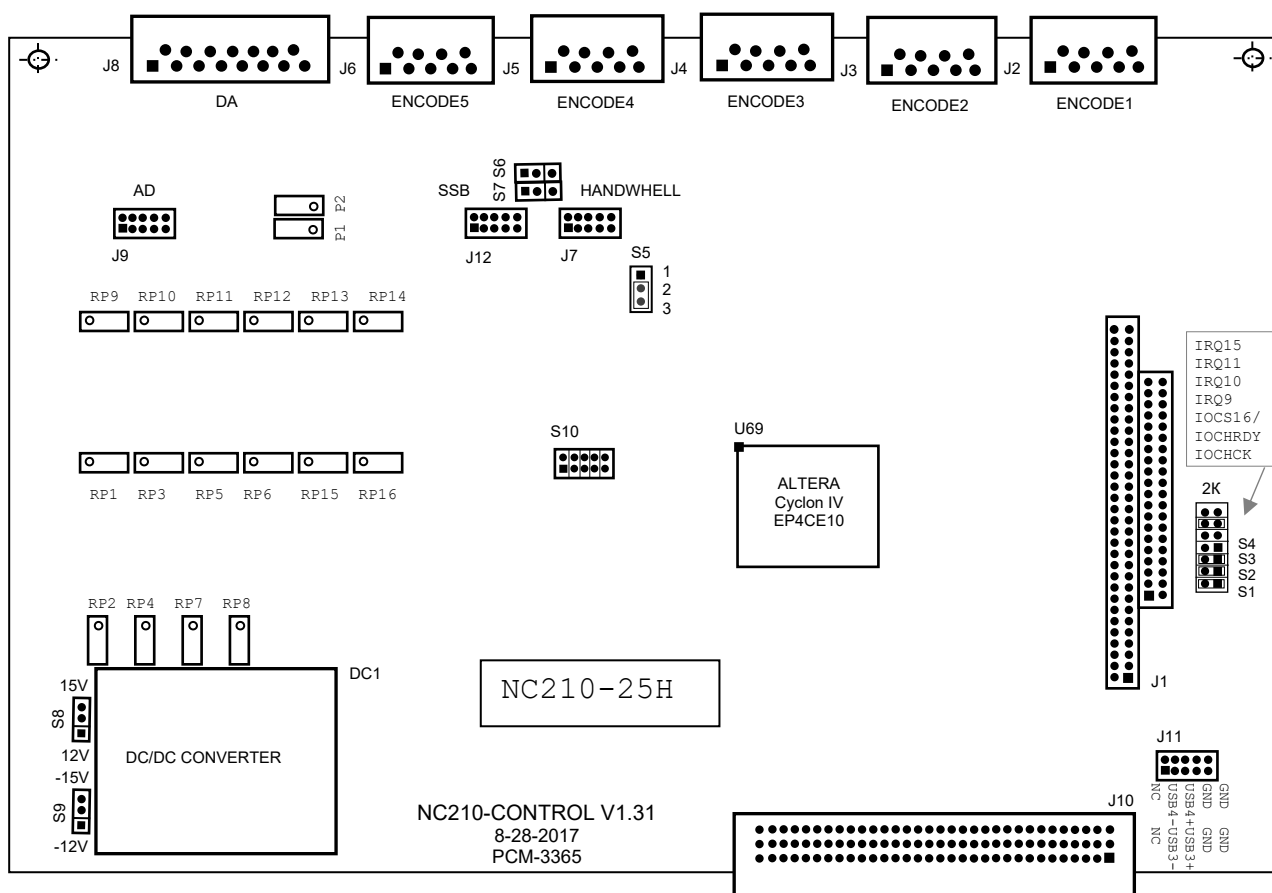 J8 J6 J5 J4 J3 J2
DA ENCODE5 ENCODE4 ENCODE3 ENCODE2 ENCODE1
S7 S6
AD
SSB
HANDWHELL
P2
P1
J9
J12
J7
S5
1
2
3
RP9 RP10 RP11 RP12 RP13 RP14
IRQ15
IRQ11
IRQ10
IRQ9
IOCS16/
IOCHRDY
IOCHCK
S10
U69
ALTERA
Cyclon IV
EP4CE10
RP1 RP3 RP5 RP6 RP15 RP16
2K
S4
S3
S2
S1
RP2 RP4 RP7 RP8
DC1
15V
S8
12V
-15V
S9
-12V
DC/DC CONVERTER
NC210-25H
J1
J11
NC NC
USB4-USB3-
USB4+USB3+
GND GND
GND GND
J10
NC210-CONTROL V1.31
8-28-2017
PCM-3365